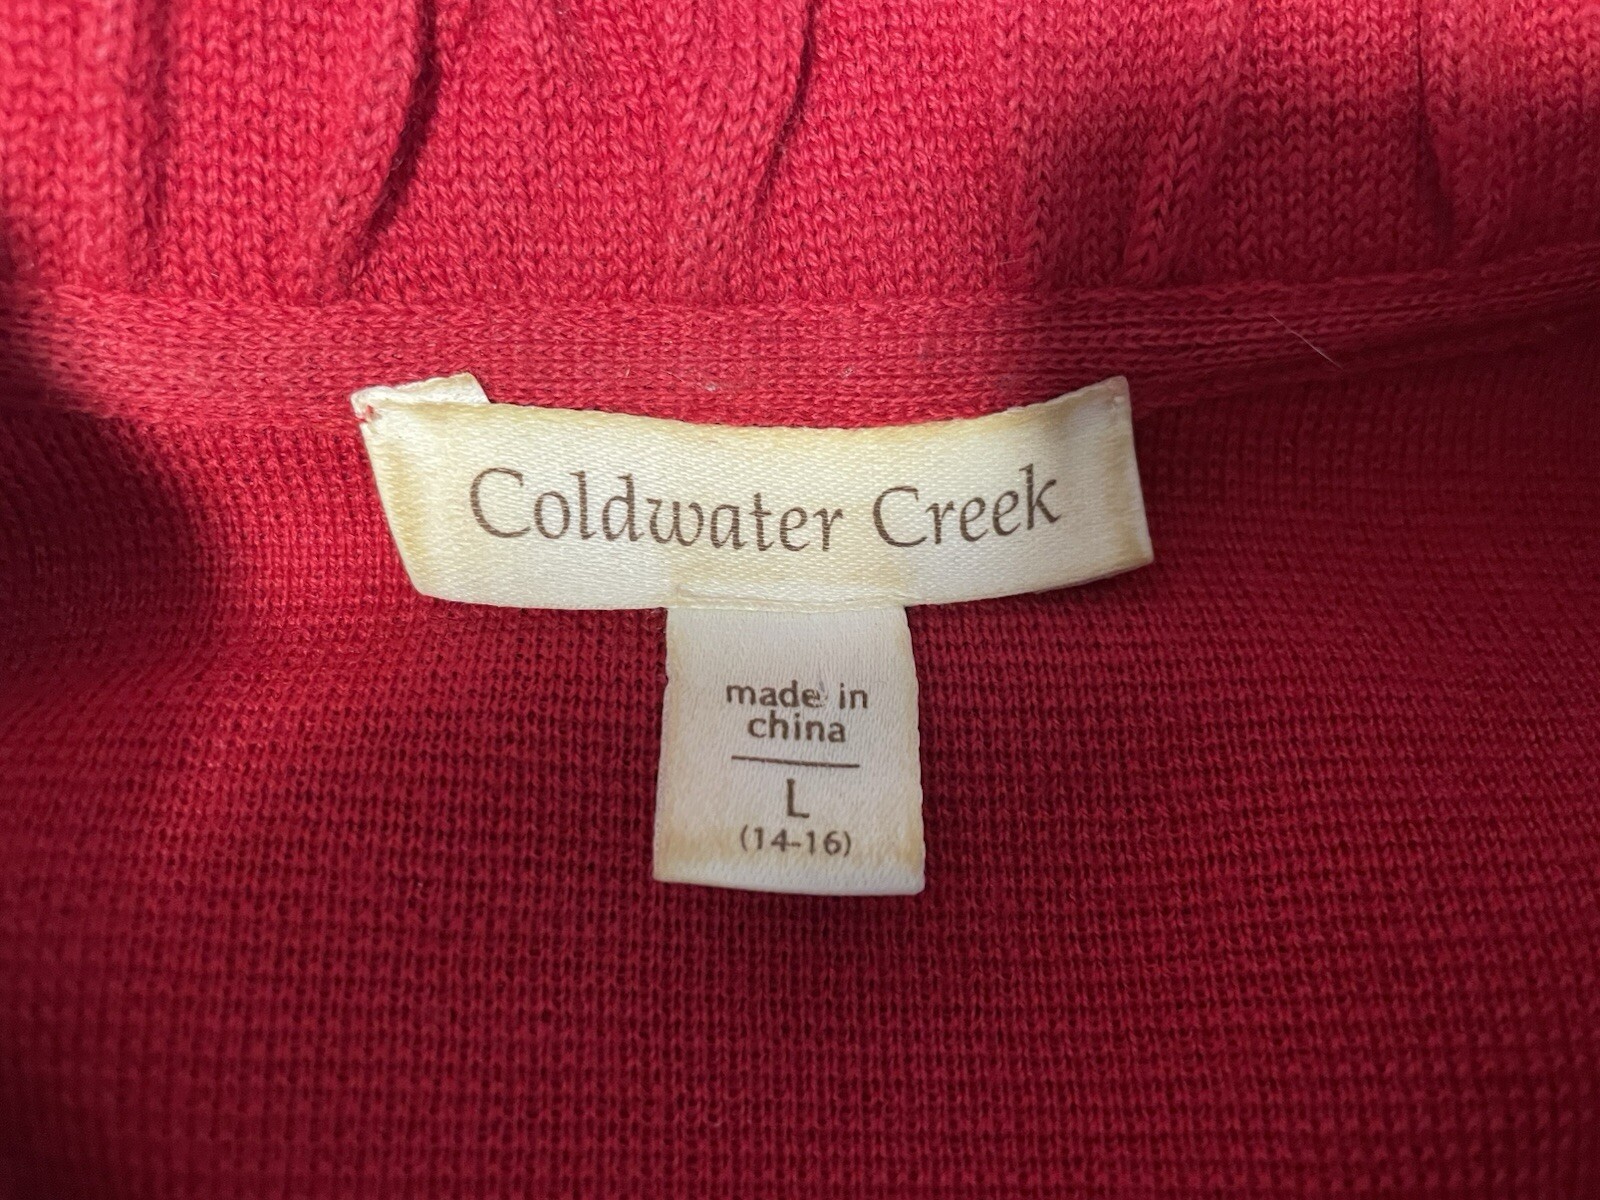 Coldwater Creek
made in
china
L
(14-16)